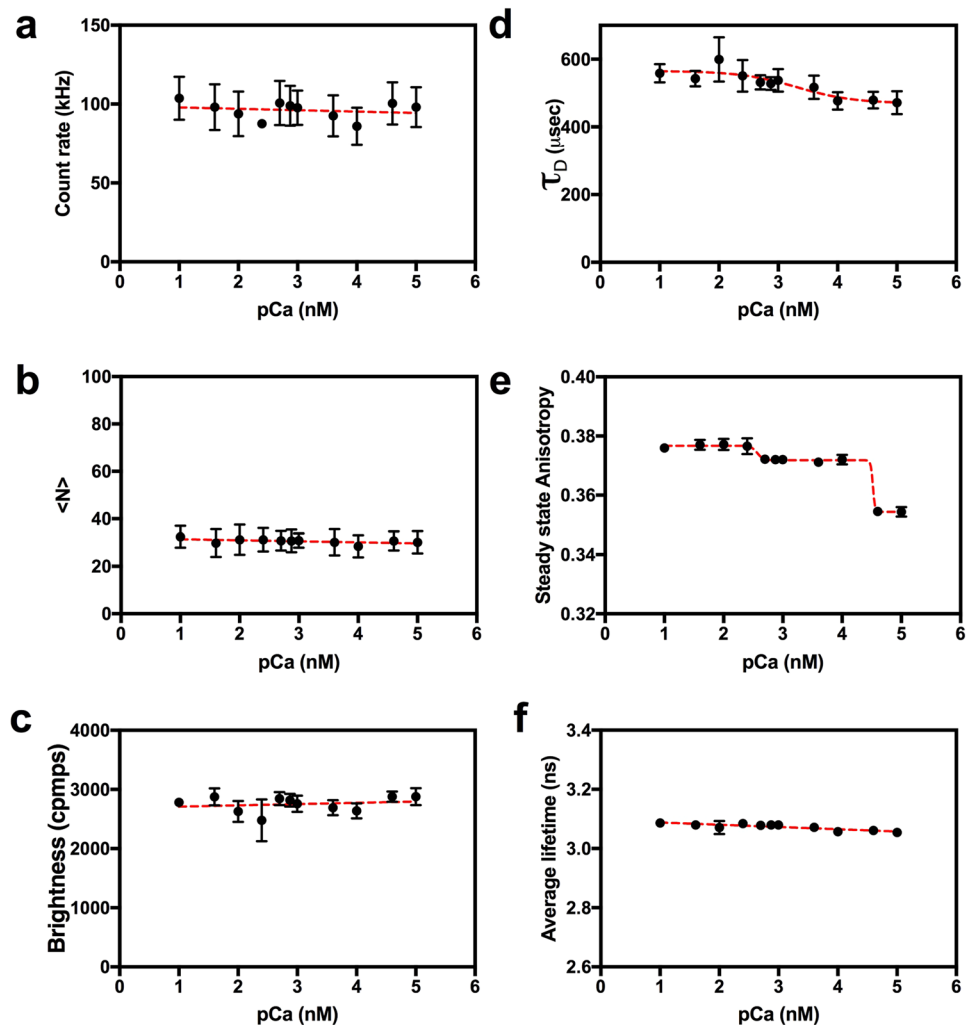 a
150
100
50
0
Count rate (kHz)
0 1 2 3 4 5 6
pCa (nM)
d
600
400
200
0
τD (μsec)
0 1 2 3 4 5 6
pCa (nM)
b
100
80
60
40
20
0
<N>
0 1 2 3 4 5 6
pCa (nM)
e
0.40
0.38
0.36
0.34
0.32
Steady state Anisotropy
0 1 2 3 4 5 6
pCa (nM)
c
4000
3000
2000
1000
0
Brightness (cpmps)
0 1 2 3 4 5 6
pCa (nM)
f
3.4
3.2
3.0
2.8
2.6
Average lifetime (ns)
0 1 2 3 4 5 6
pCa (nM)